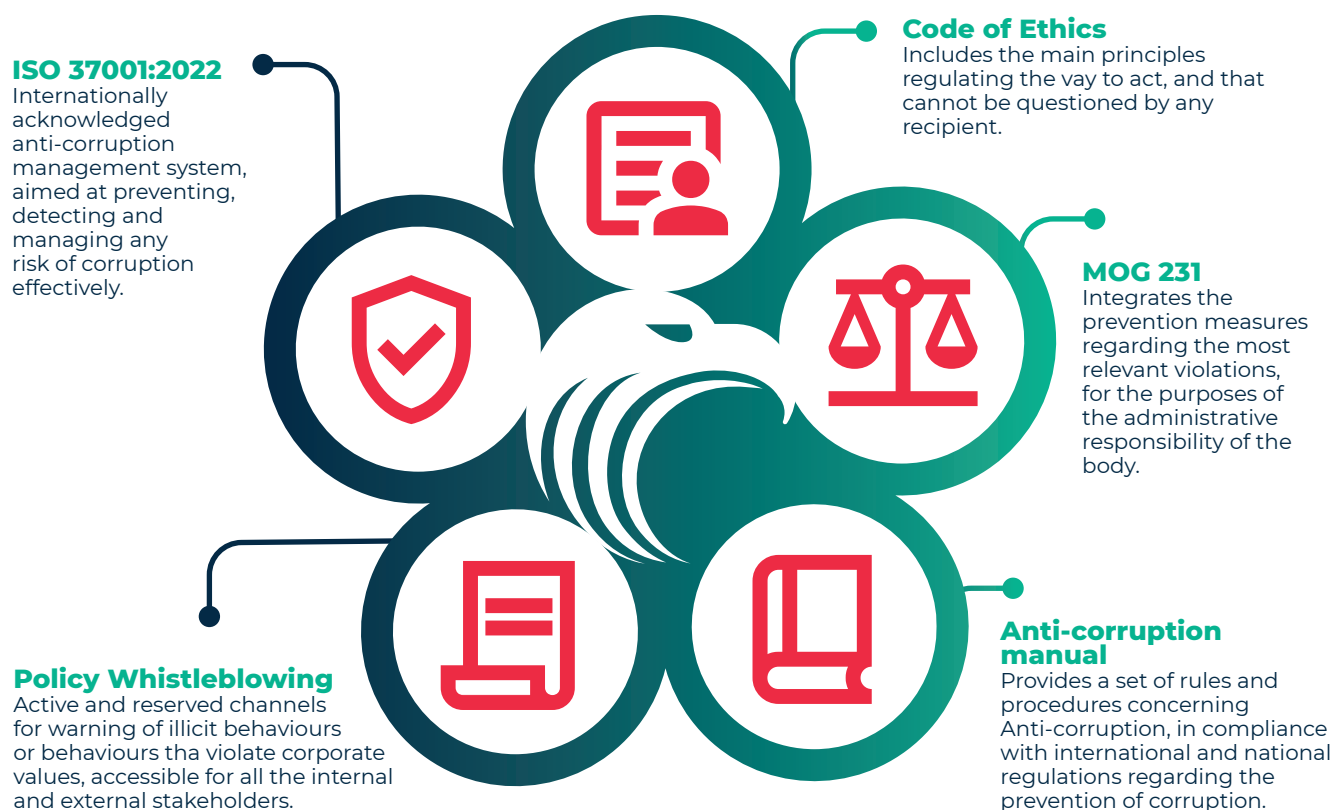 ISO 37001:2022
Internationally
acknowledged
anti-corruption
management system,
aimed at preventing,
detecting and
managing any
risk of corruption
effectively.
Code of Ethics
Includes the main principles
regulating the vay to act, and that
cannot be questioned by any
recipient.
MOG 231
Integrates the
prevention measures
regarding the most
relevant violations,
for the purposes of
the administrative
responsibility of the
body.
Policy Whistleblowing
Active and reserved channels
for warning of illicit behaviours
or behaviours tha violate corporate
values, accessible for all the internal
and external stakeholders.
Anti-corruption
manual
Provides a set of rules and
procedures concerning
Anti-corruption, in compliance
with international and national
regulations regarding the
prevention of corruption.